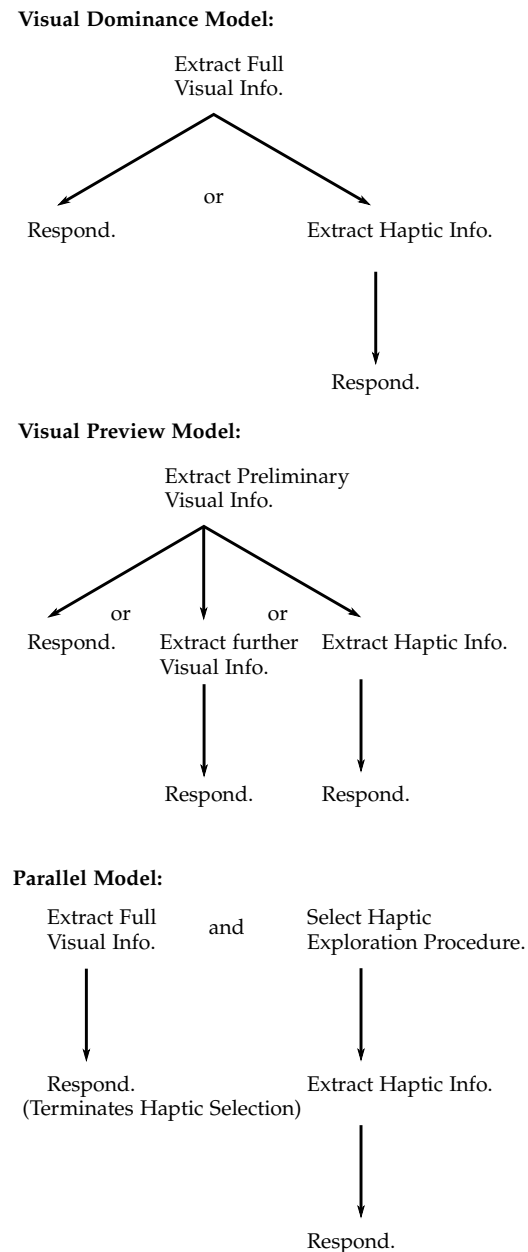 Visual Dominance Model:
Extract Full
Visual Info.
or
Respond.
Extract Haptic Info.
Respond.
Visual Preview Model:
Extract Preliminary
Visual Info.
or
or
Respond.
Extract further
Visual Info.
Extract Haptic Info.
Respond.
Respond.
Parallel Model:
Extract Full
Visual Info.
and
Select Haptic
Exploration Procedure.
Respond.
(Terminates Haptic Selection)
Extract Haptic Info.
Respond.